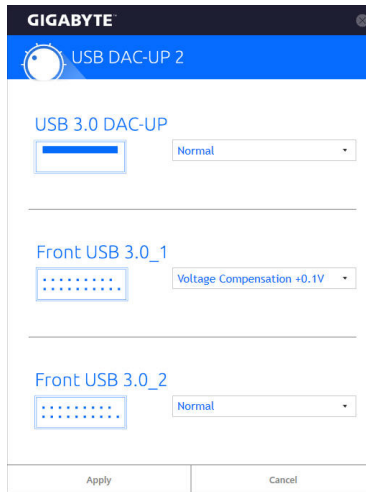 GIGABYTE™
USB DAC-UP 2
USB 3.0 DAC-UP
Normal
Front USB 3.0_1
Voltage Compensation +0.1V
Front USB 3.0_2
Normal
Apply Cancel